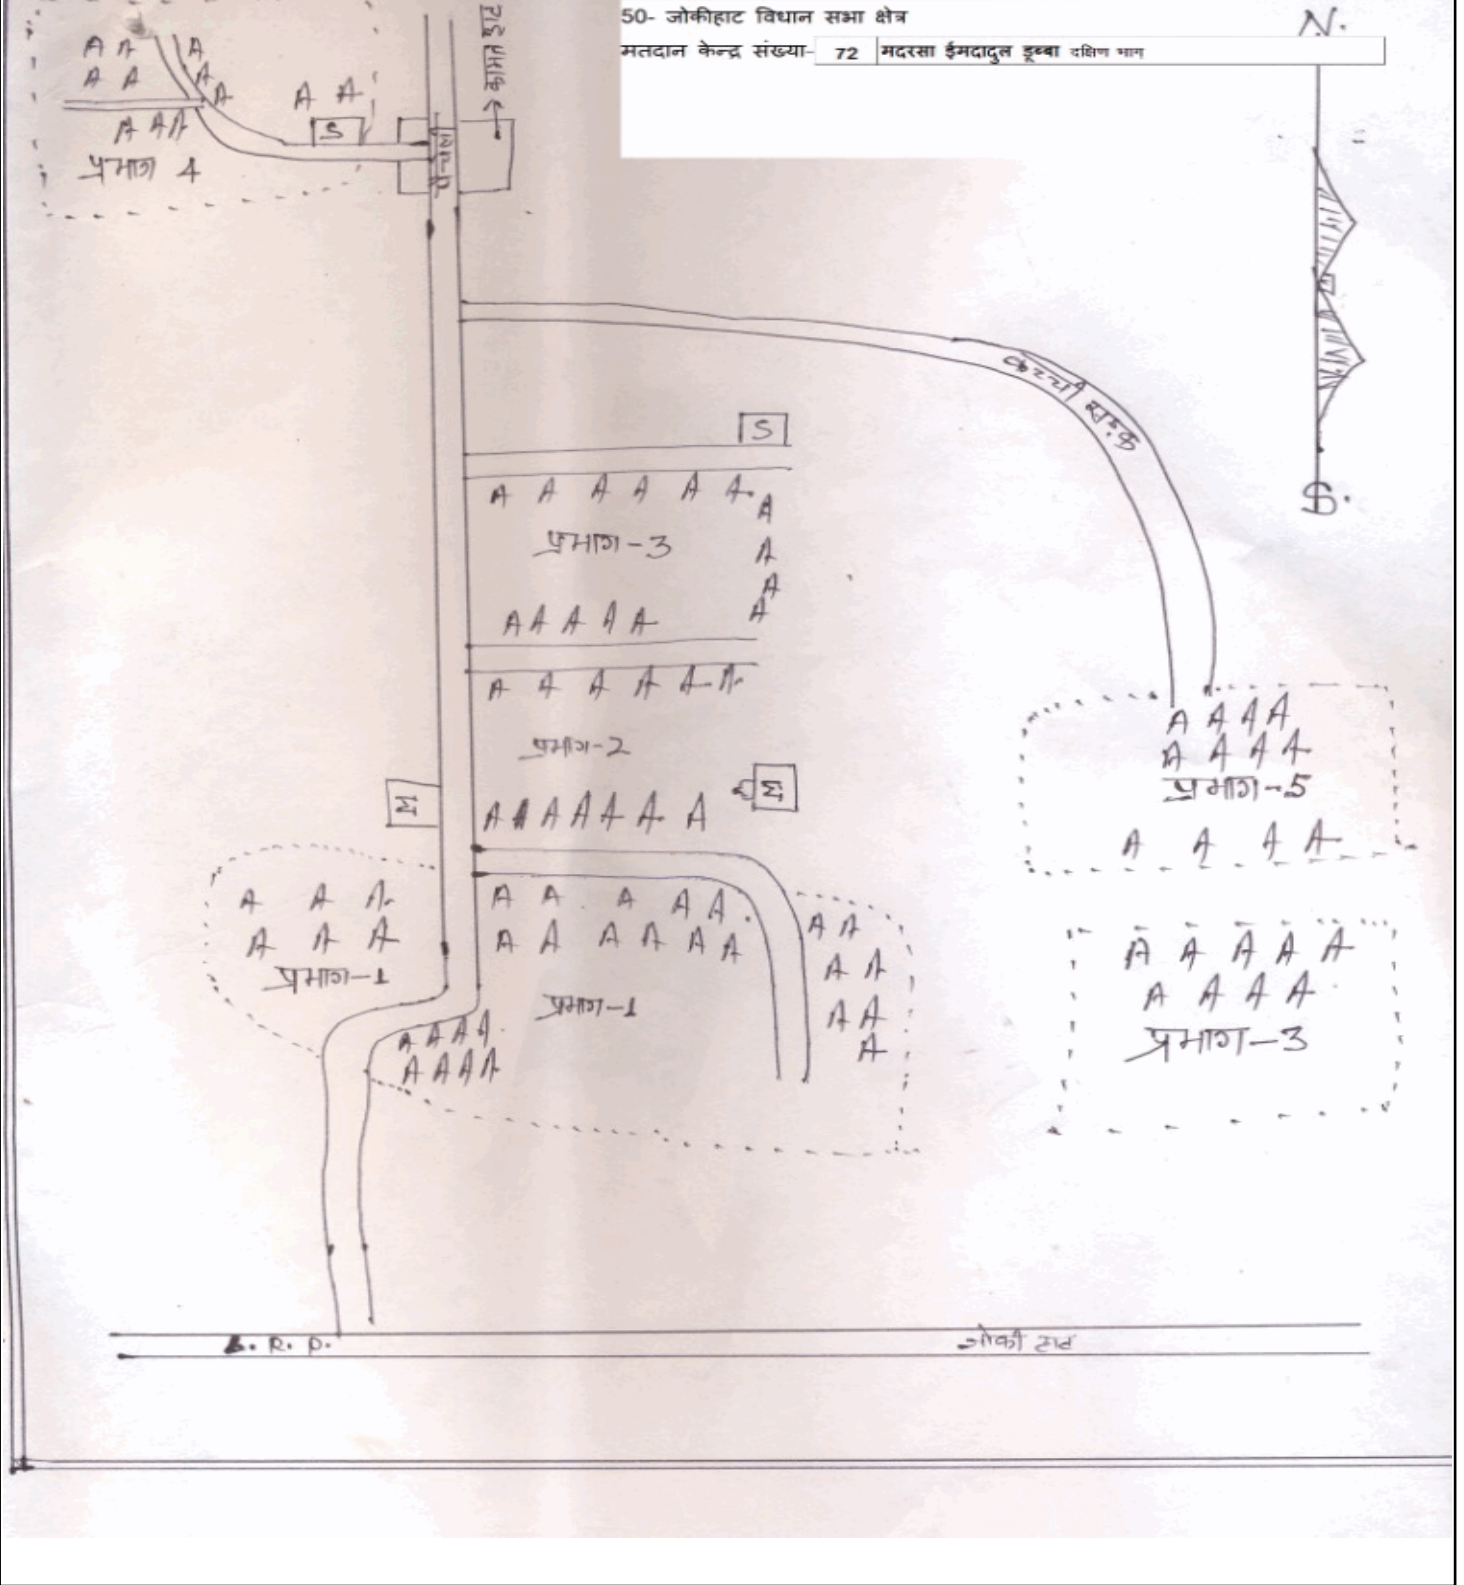 50- जोकीहाट विधान सभा क्षेत्र
मतदान केन्द्र संख्या- 72 मदरसा ईमदादुल डूब्बा दक्षिण भाग
N.
A A A
A A A
A A A
A A A
S
प्रभाग 4
कच्ची सड़क
S
S.
A A A A A A
A
प्रभाग-3
A
A
A A A A A A
A A A A A A
प्रभाग-2
M
M
A A A A A A A
A A A A
A A A A
प्रभाग-5
A A A A
A A A
A A A
प्रभाग-1
A A A A A
A A A A A A
प्रभाग-1
A A A A
A A A A
A A
A A
A A
A
A A A A A
A A A A
प्रभाग-3
R. D.
जोकी हाट